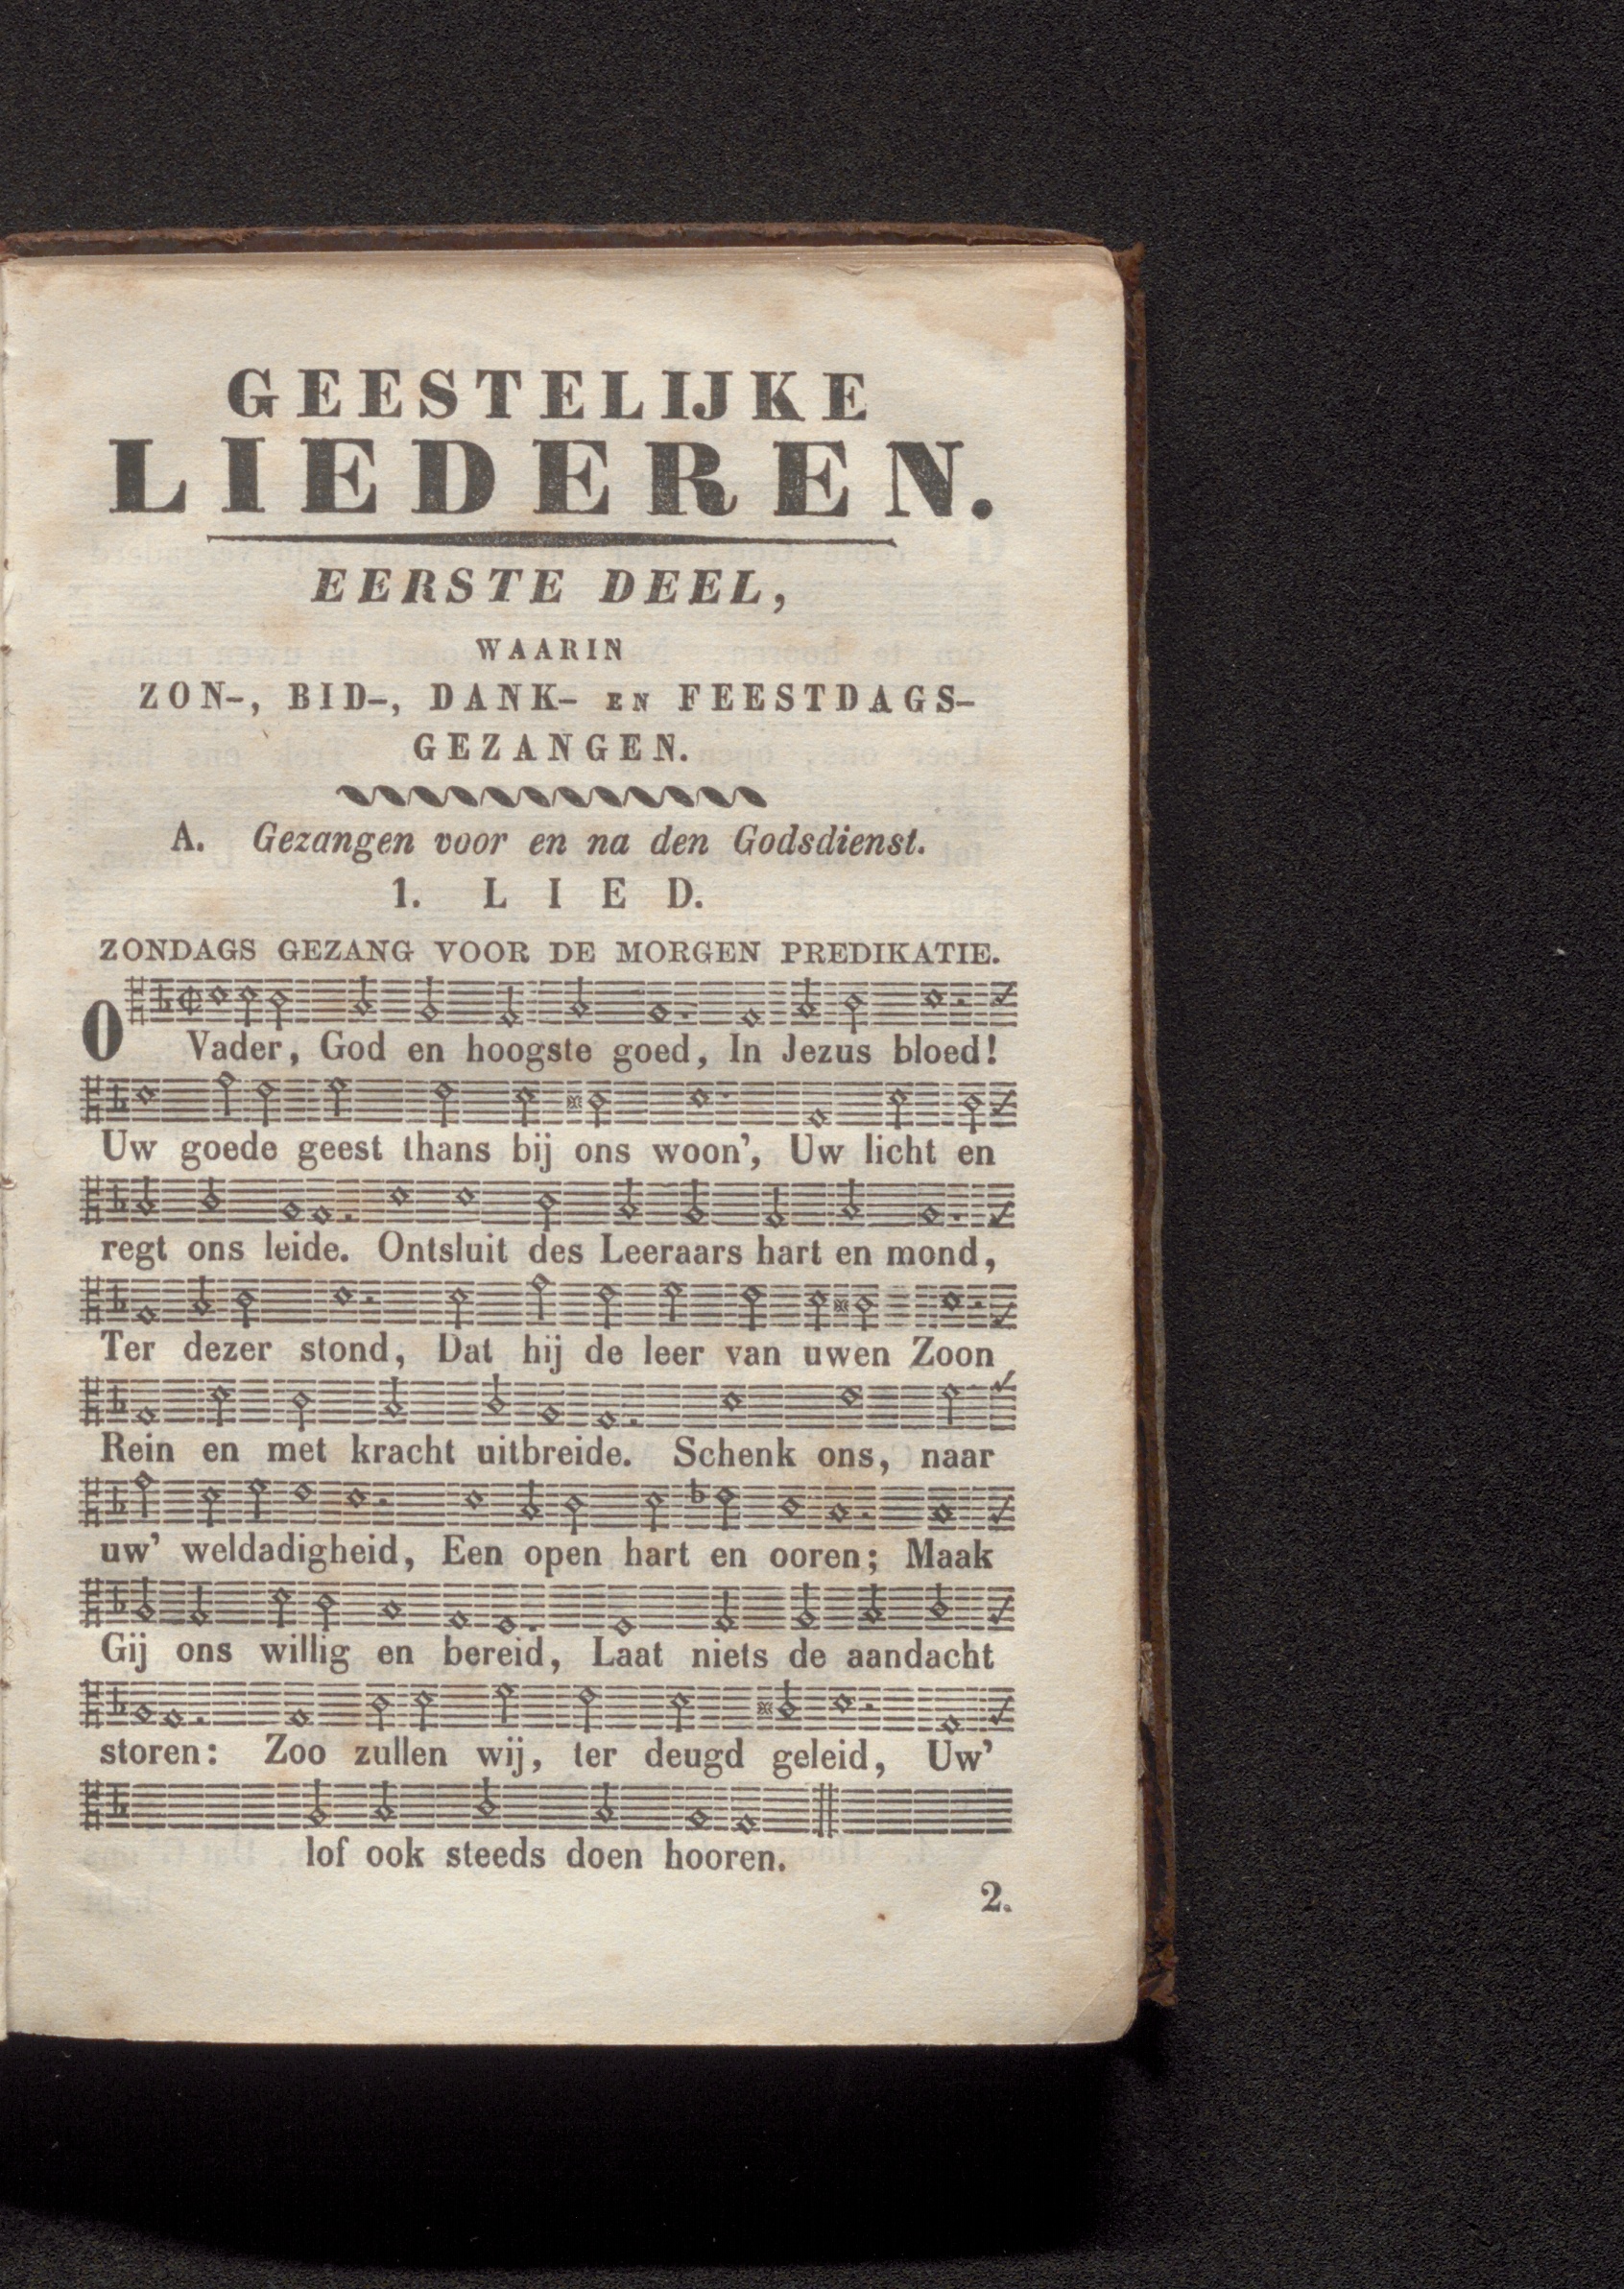 GEESTELIJKE
LIEDEREN.
EERSTE DEEL,
WAARIN
ZON-, BID-, DANK- EN FEESTDAGS-
GEZANGEN.
A. Gezangen voor en na den Godsdienst.
1. LIED.
ZONDAGS GEZANG VOOR DE MORGEN PREDIKATIE.
O Vader, God en hoogste goed, In Jezus bloed!
Uw goede geest thans bij ons woon', Uw licht en
regt ons leide. Ontsluit des Leeraars hart en mond,
Ter dezer stond, Dat hij de leer van uwen Zoon
Rein en met kracht uitbreide. Schenk ons, naar
uw' weldadigheid, Een open hart en ooren; Maak
Gij ons willig en bereid, Laat niets de aandacht
storen: Zoo zullen wij, ter deugd geleid, Uw'
lof ook steeds doen hooren.
2.